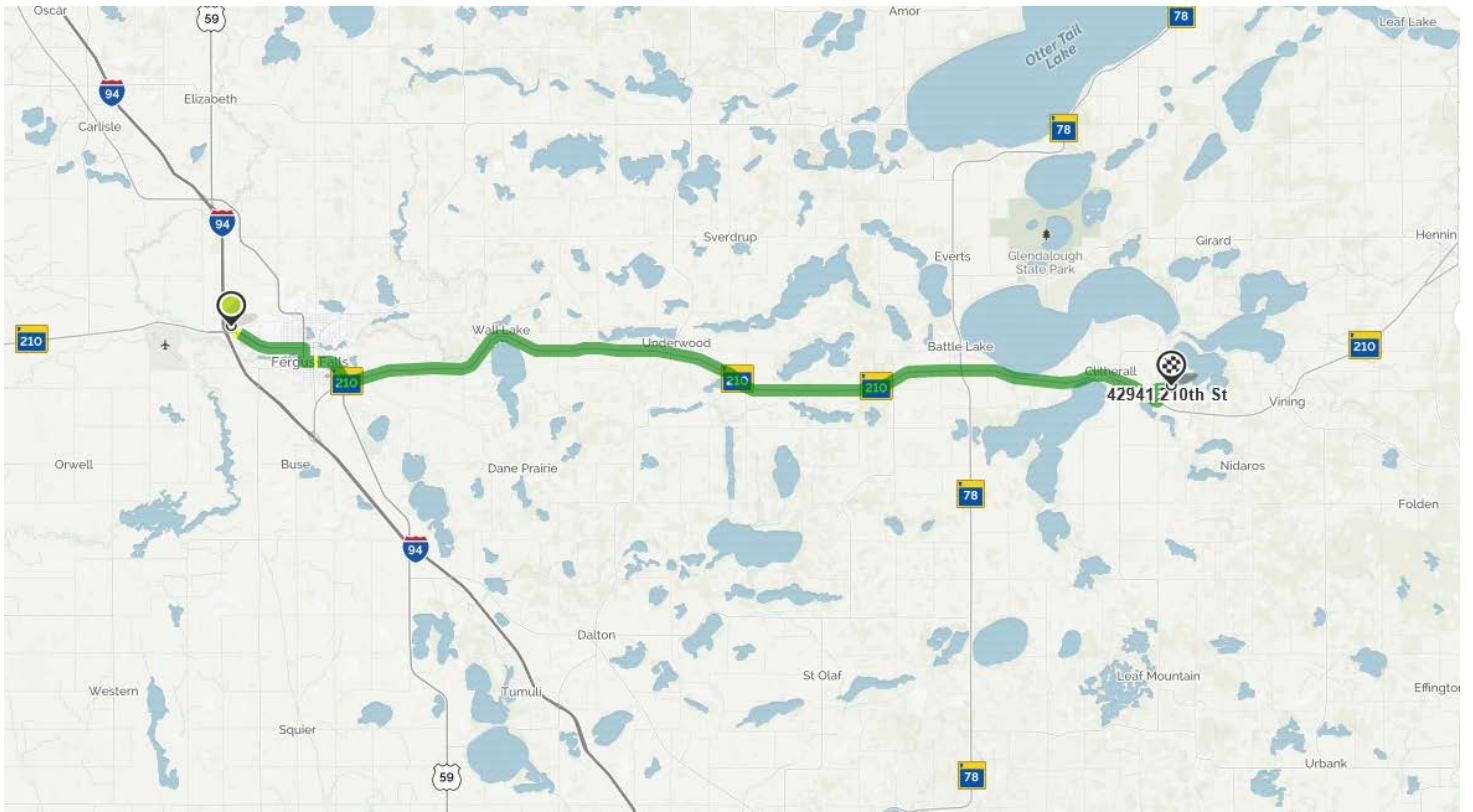 Oscar
59
Amor
78
Leaf Lake
Otter Tail
Lake
94
Elizabeth
Carlisle
78
94
Sverdrup
Girard
Hennin
Everts
Glendalough
State Park
210
Wall Lake
Underwood
Battle Lake
210
Fergus Falls
210
210
210
Clitherall
42941 210th St
Vining
Orwell
Buse
Dane Prairie
Nidaros
78
Folden
94
Dalton
St Olaf
Leaf Mountain
Western
Tumuli
Effington
Squier
59
78
Urbank